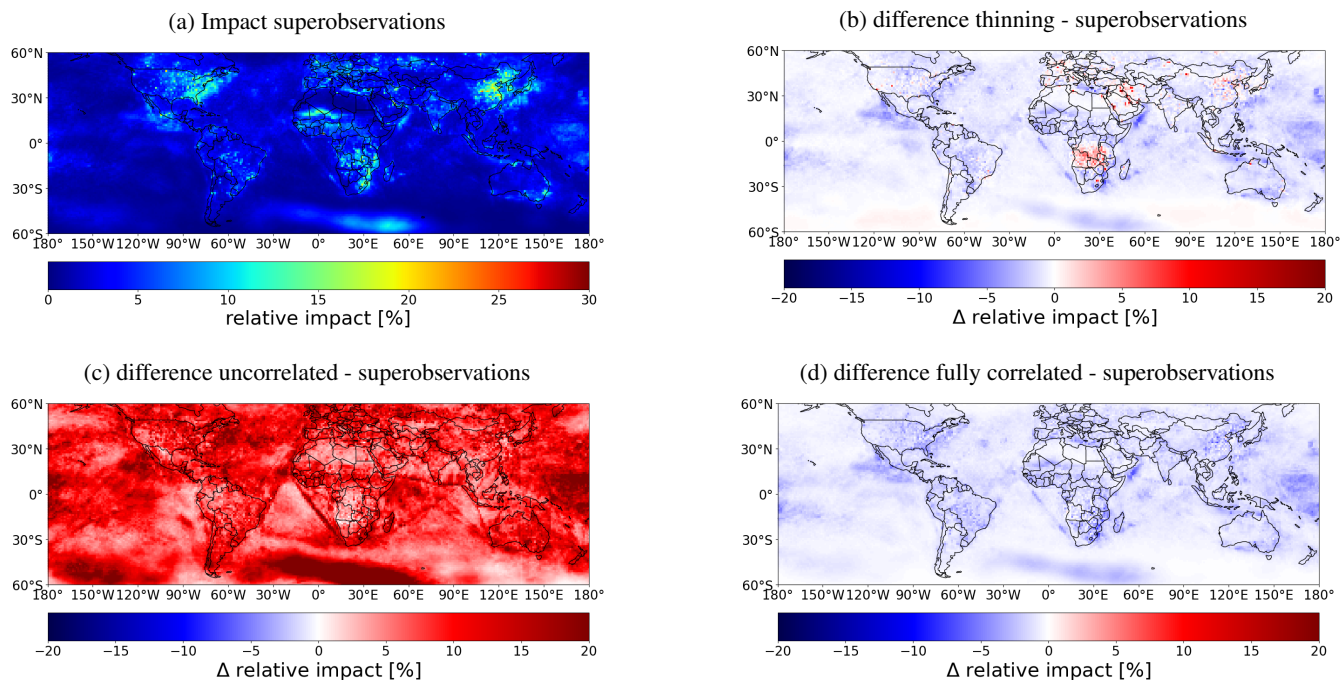 (a) Impact superobservations
60°N
30°N
0°
30°S
60°S
180° 150°W 120°W 90°W 60°W 30°W 0° 30°E 60°E 90°E 120°E 150°E 180°
0 5 10 15 20 25 30
relative impact [%]
(b) difference thinning - superobservations
60°N
30°N
0°
30°S
60°S
180° 150°W 120°W 90°W 60°W 30°W 0° 30°E 60°E 90°E 120°E 150°E 180°
−20 −15 −10 −5 0 5 10 15 20
Δ relative impact [%]
(c) difference uncorrelated - superobservations
60°N
30°N
0°
30°S
60°S
180° 150°W 120°W 90°W 60°W 30°W 0° 30°E 60°E 90°E 120°E 150°E 180°
−20 −15 −10 −5 0 5 10 15 20
Δ relative impact [%]
(d) difference fully correlated - superobservations
60°N
30°N
0°
30°S
60°S
180° 150°W 120°W 90°W 60°W 30°W 0° 30°E 60°E 90°E 120°E 150°E 180°
−20 −15 −10 −5 0 5 10 15 20
Δ relative impact [%]